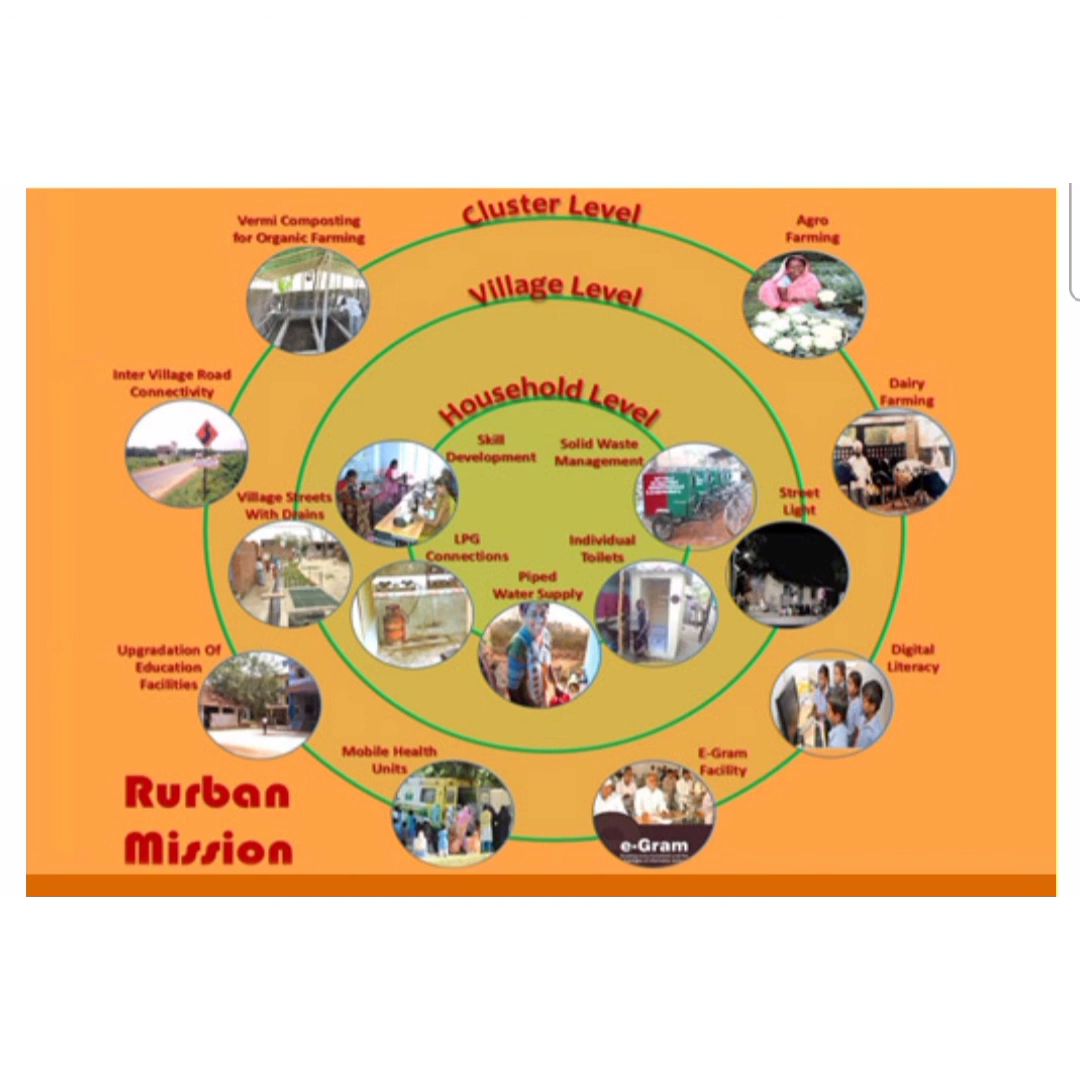 Cluster Level
Vermi Composting
for Organic Farming
Agro
Farming
Village Level
Inter Village Road
Connectivity
Dairy
Farming
Household Level
Skill
Development
Solid Waste
Management
Village Streets
With Drains
Street
Light
LPG
Connections
Individual
Toilets
Piped
Water Supply
Upgradation Of
Education
Facilities
Digital
Literacy
Mobile Health
Units
E-Gram
Facility
e-Gram
Rurban
Mission